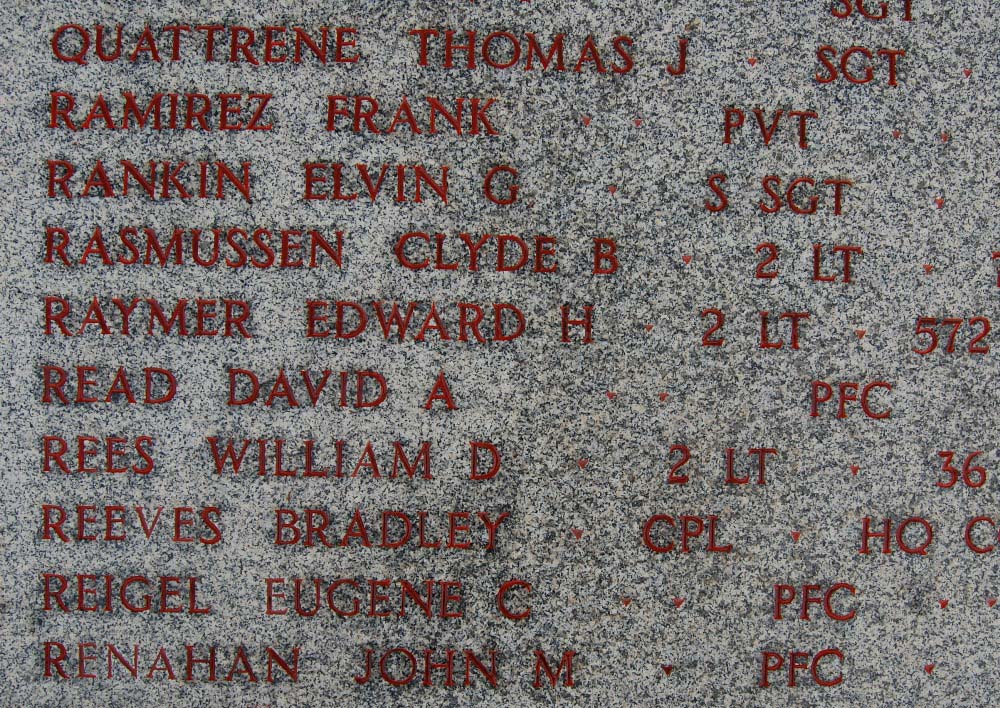 SGT
QUATTRENE THOMAS J · SGT
RAMIREZ FRANK · · PVT · ·
RANKIN ELVIN G · S SGT ·
RASMUSSEN CLYDE B · 2 LT ·
RAYMER EDWARD H · 2 LT · 572
READ DAVID A · · PFC
REES WILLIAM D · 2 LT · 36
REEVES BRADLEY · CPL · HQ C
REIGEL EUGENE C · · PFC · ·
RENAHAN JOHN M · PFC ·